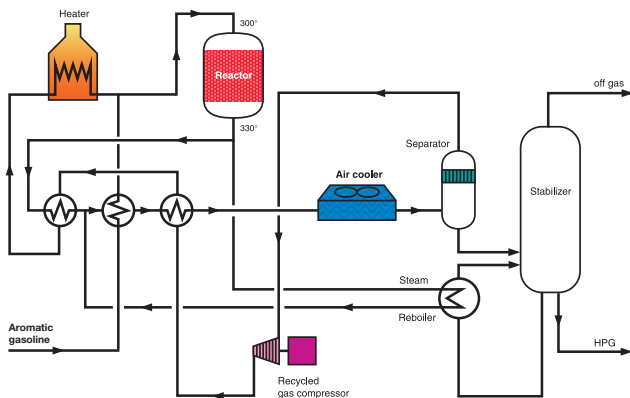 Heater
300°
Reactor
330°
off gas
Separator
Air cooler
Stabilizer
Steam
Reboiler
Aromatic
gasoline
HPG
Recycled
gas compressor